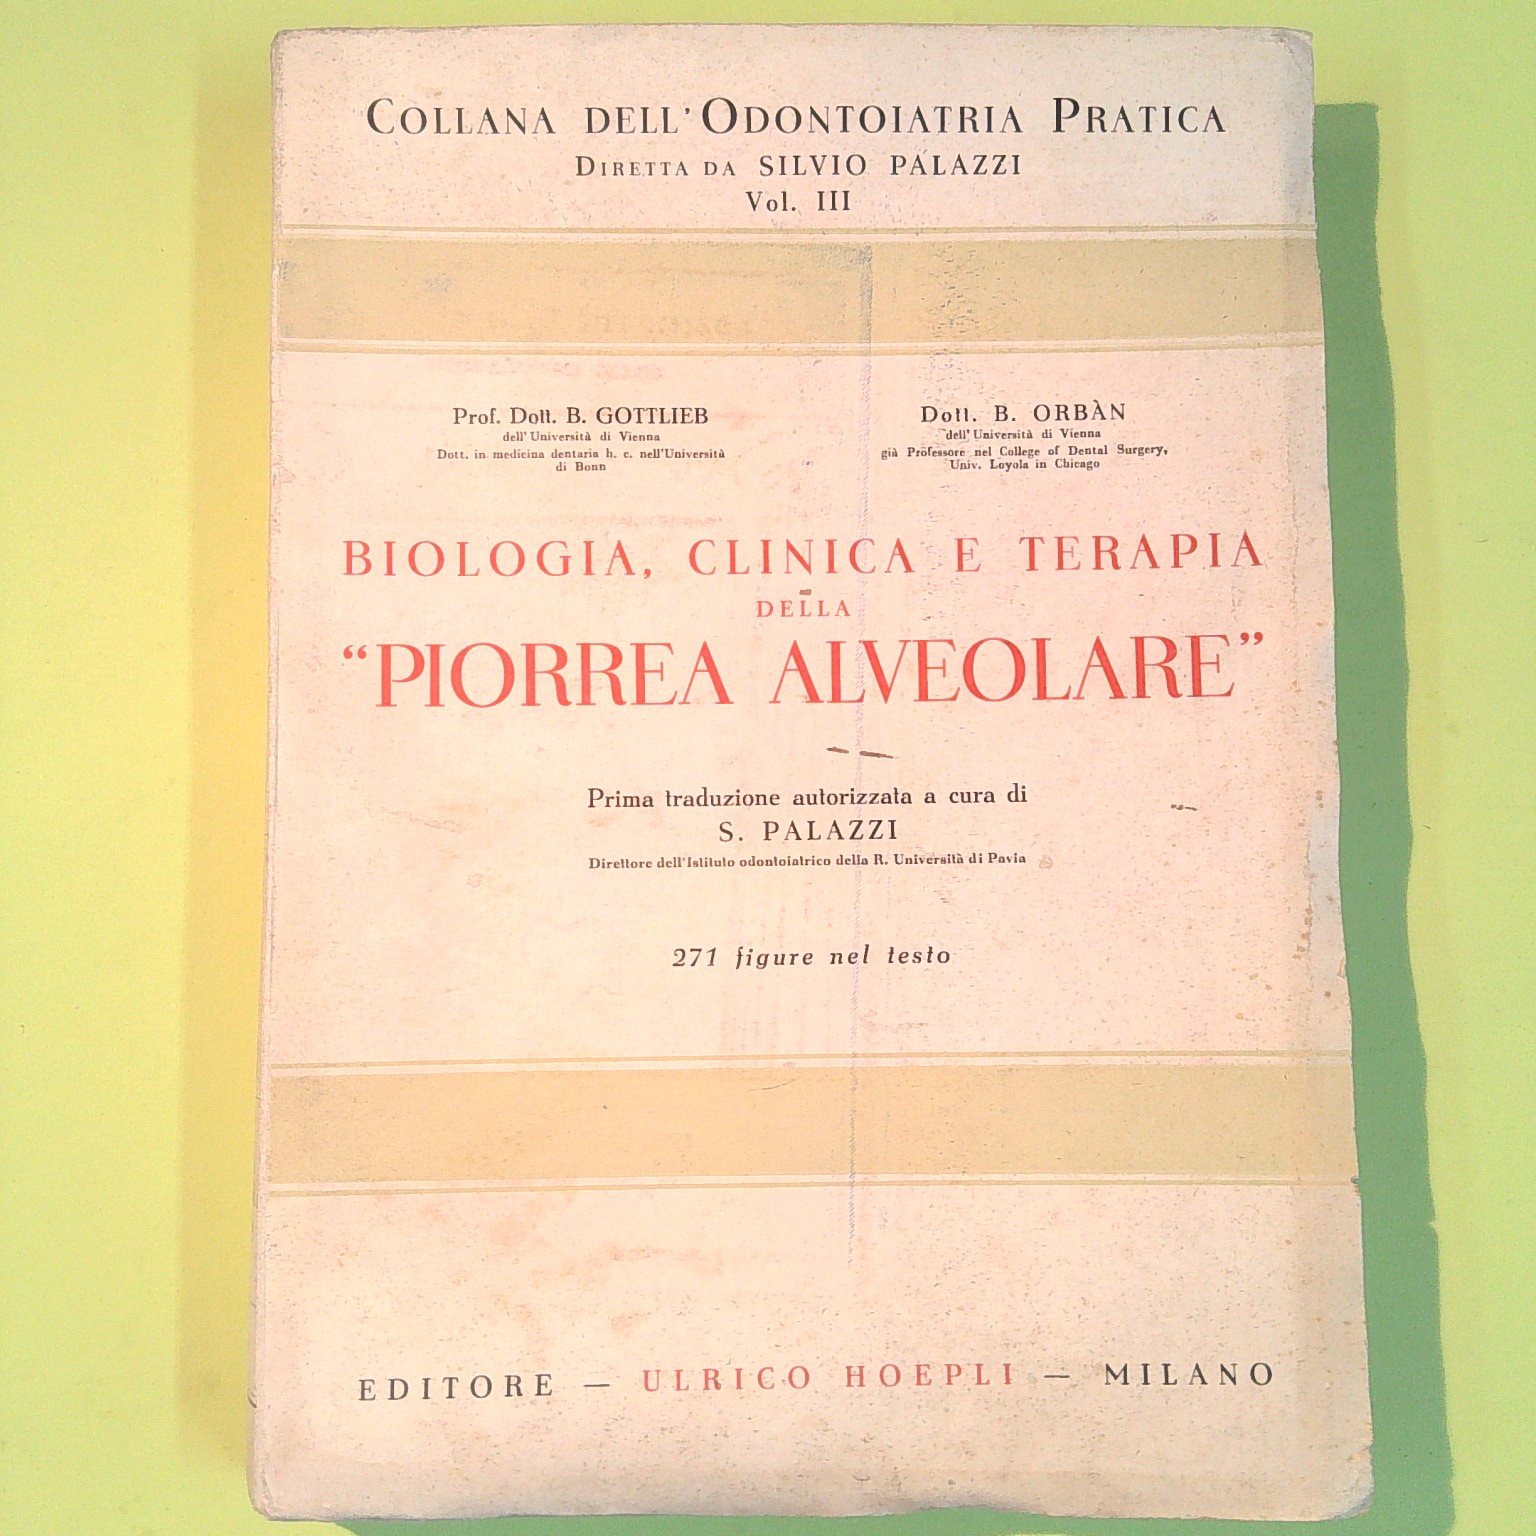 COLLANA DELL'ODONTOIATRIA PRATICA
DIRETTA DA SILVIO PALAZZI
Vol. III
Prof. Dott. B. GOTTLIEB
dell'Università di Vienna
Dott. in medicina dentaria h. c. nell'Università
di Bonn
Dott. B. ORBÀN
dell'Università di Vienna
già Professore nel College of Dental Surgery,
Univ. Loyola in Chicago
BIOLOGIA, CLINICA E TERAPIA
DELLA
“PIORREA ALVEOLARE”
Prima traduzione autorizzata a cura di
S. PALAZZI
Direttore dell'Istituto odontoiatrico della R. Università di Pavia
271 figure nel testo
EDITORE — ULRICO HOEPLI — MILANO